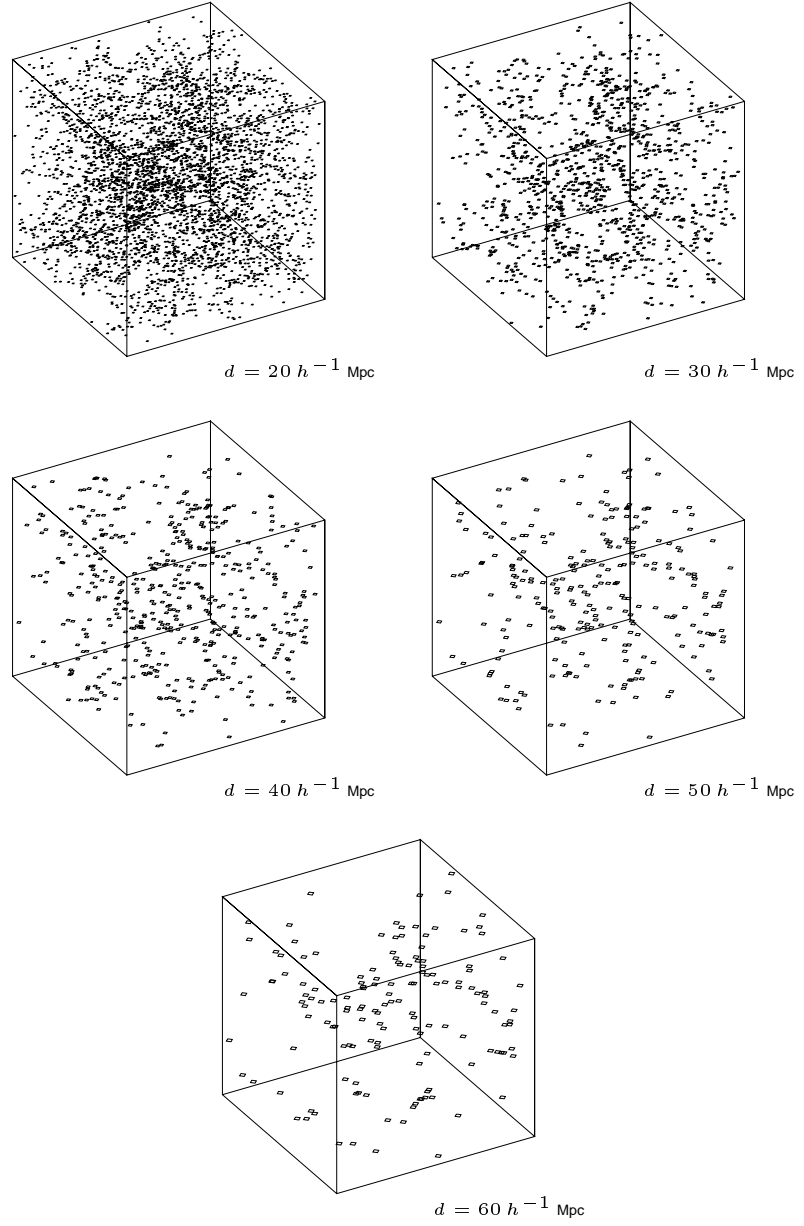 d = 20 h⁻¹ Mpc
d = 30 h⁻¹ Mpc
d = 40 h⁻¹ Mpc
d = 50 h⁻¹ Mpc
d = 60 h⁻¹ Mpc